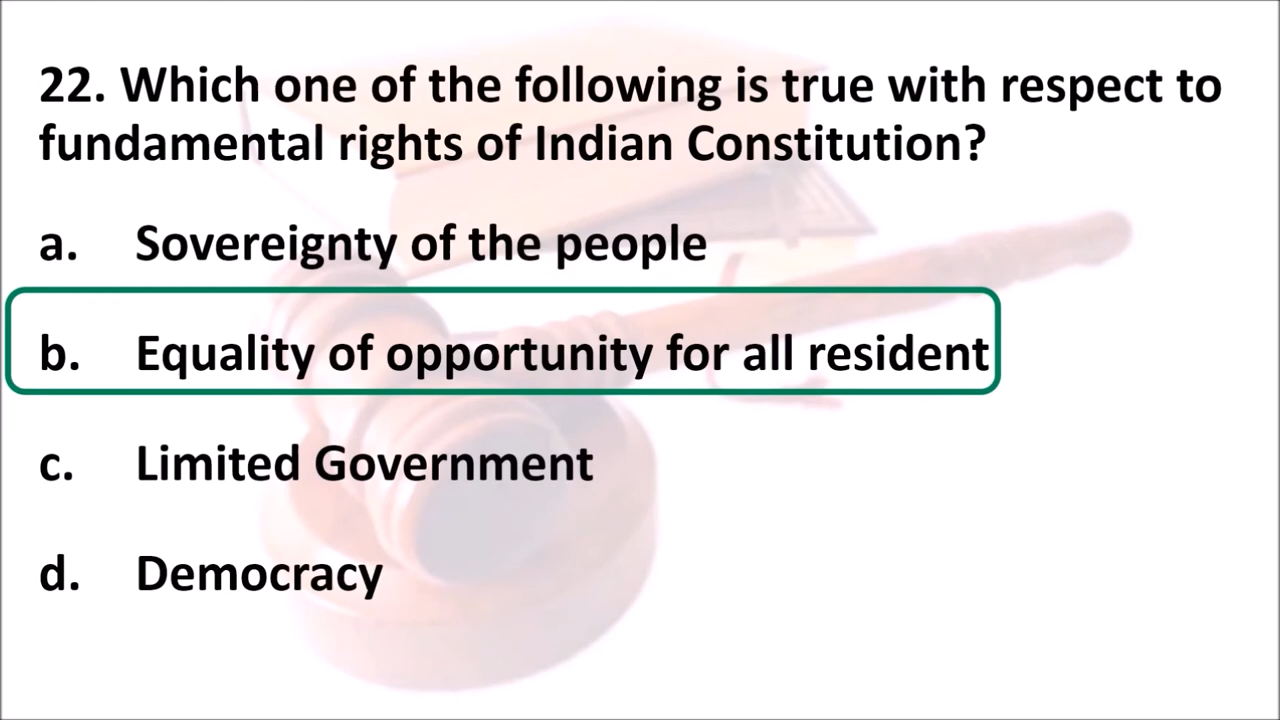 22. Which one of the following is true with respect to
fundamental rights of Indian Constitution?
a. Sovereignty of the people
b. Equality of opportunity for all resident
c. Limited Government
d. Democracy